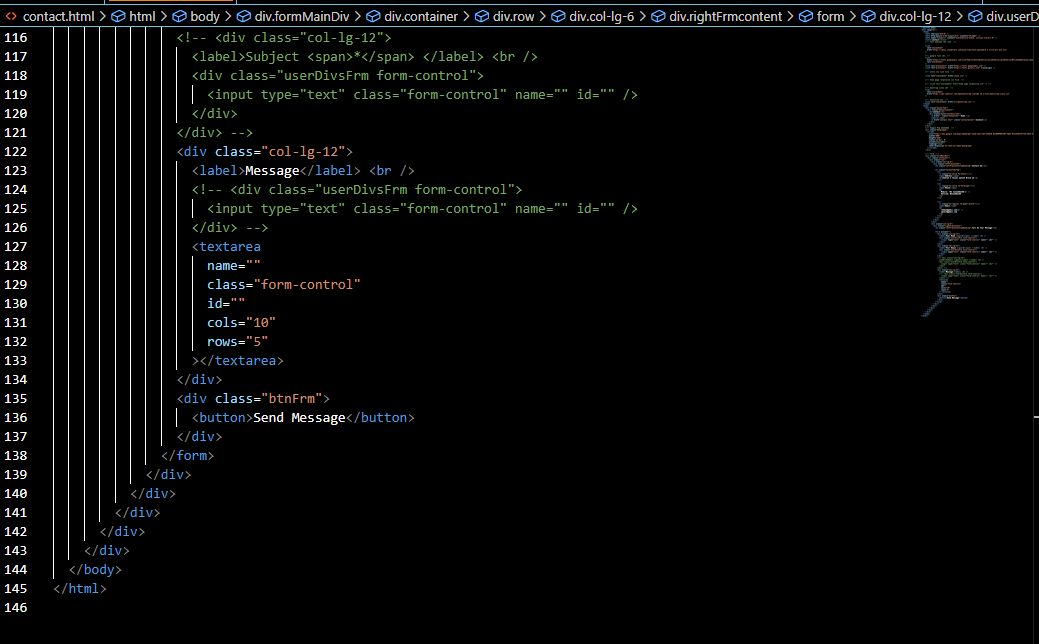 contact.html > html > body > div.formMainDiv > div.container > div.row > div.col-lg-6 > div.rightFrmcontent > form > div.col-lg-12 > div.userD
116 <!-- <div class="col-lg-12">
117 <label>Subject <span>*</span> </label> <br />
118 <div class="userDivsFrm form-control">
119 <input type="text" class="form-control" name="" id="" />
120 </div>
121 </div> -->
122 <div class="col-lg-12">
123 <label>Message</label> <br />
124 <!-- <div class="userDivsFrm form-control">
125 <input type="text" class="form-control" name="" id="" />
126 </div> -->
127 <textarea
128 name=""
129 class="form-control"
130 id=""
131 cols="10"
132 rows="5"
133 ></textarea>
134 </div>
135 <div class="btnFrm">
136 <button>Send Message</button>
137 </div>
138 </form>
139 </div>
140 </div>
141 </div>
142 </div>
143 </div>
144 </body>
145 </html>
146